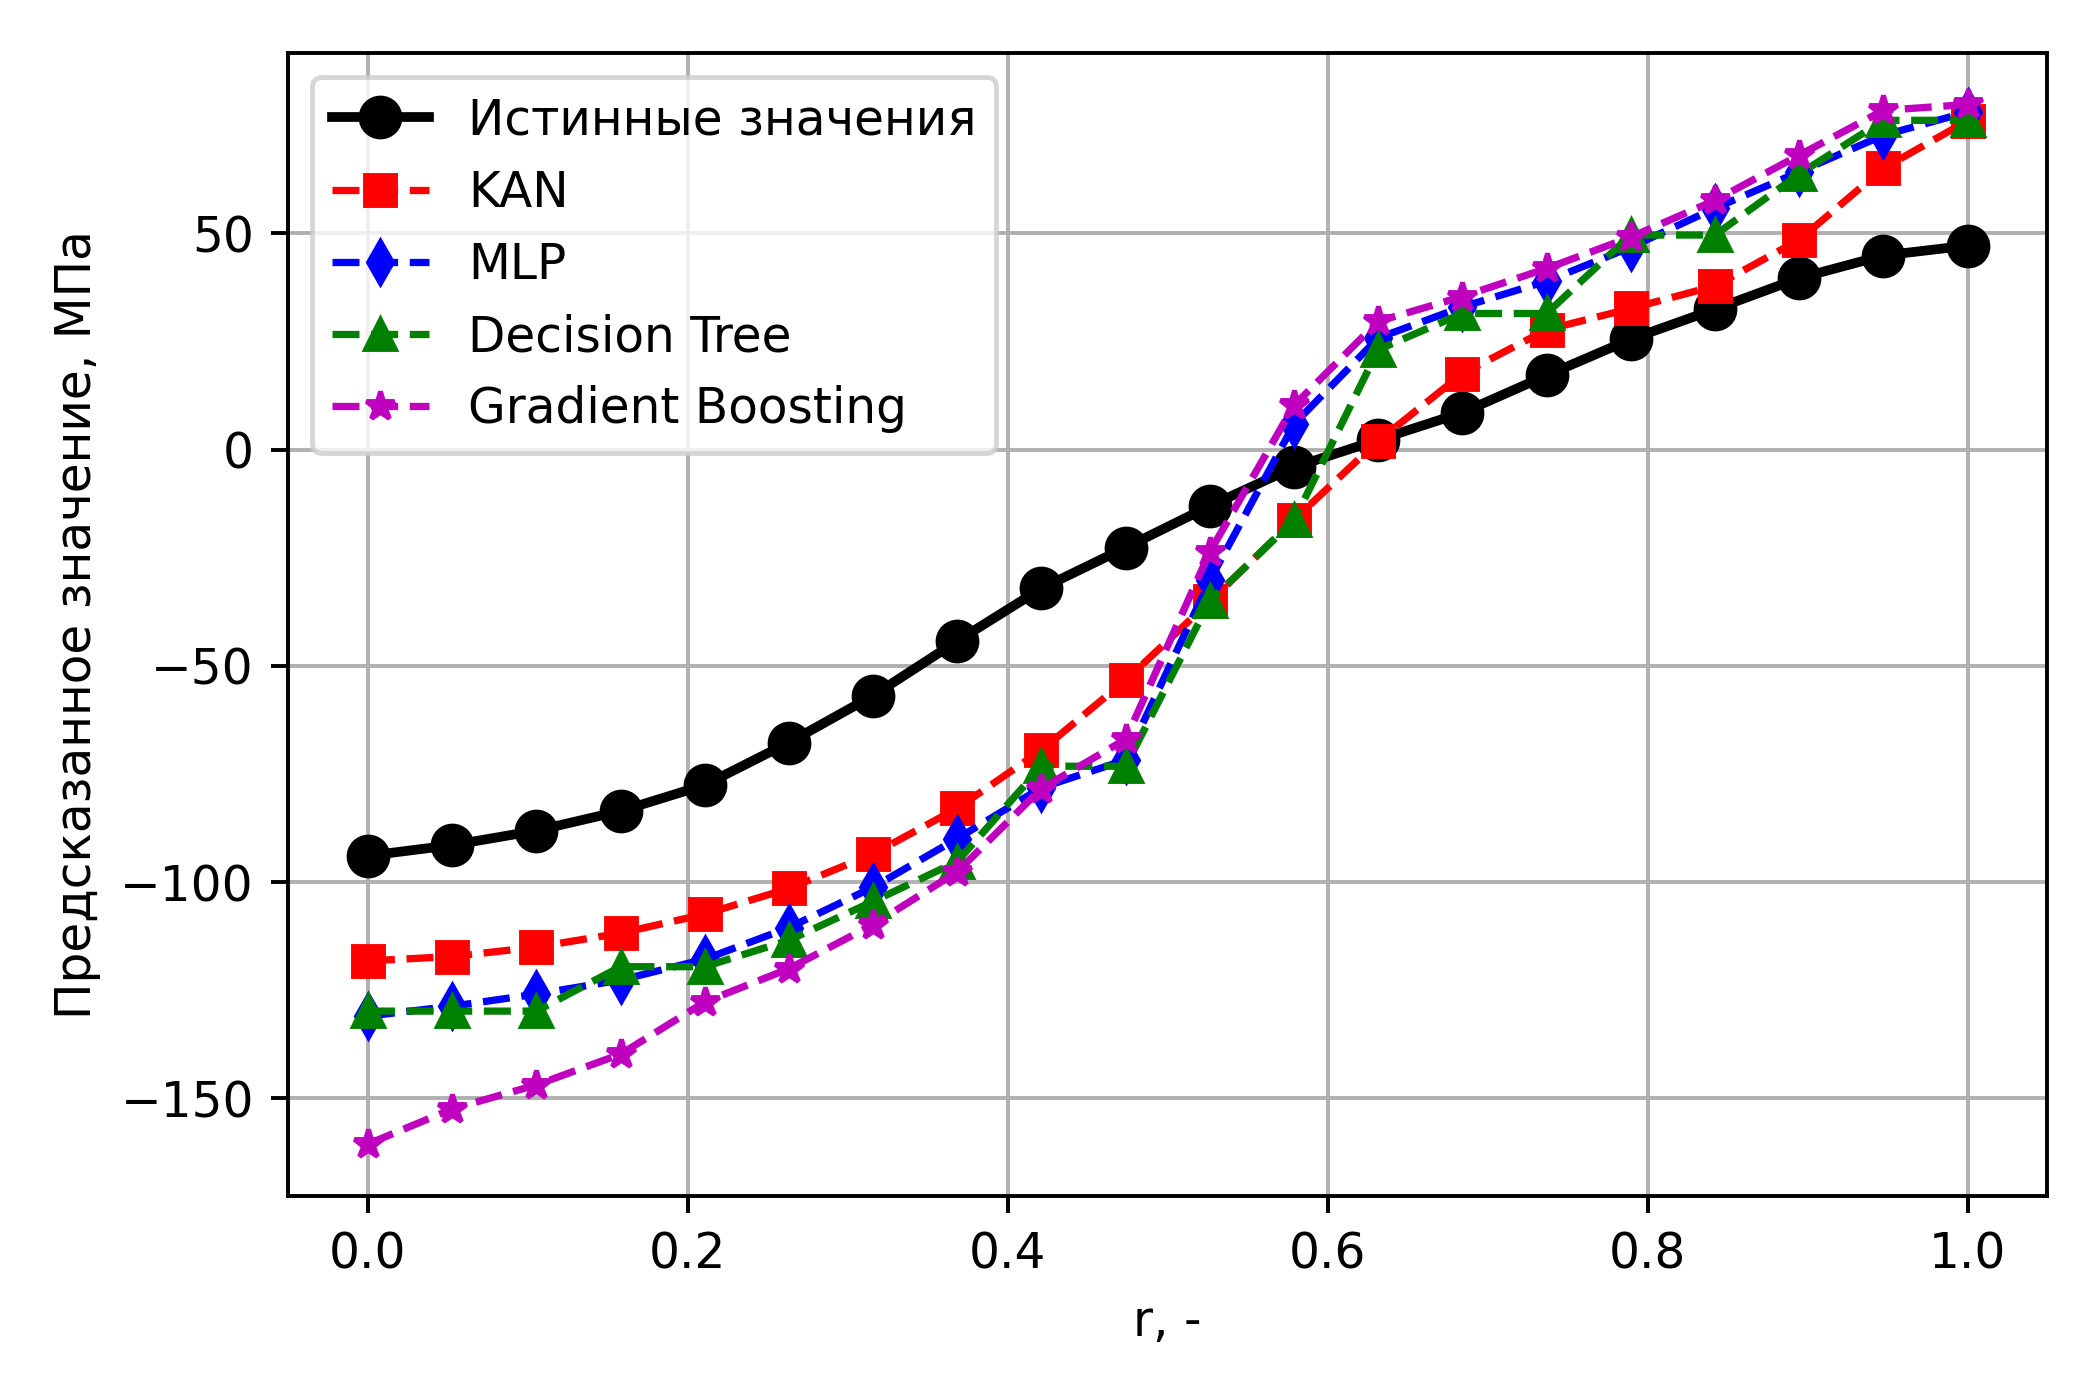 Истинные значения
KAN
MLP
Decision Tree
Gradient Boosting
Предсказанное значение, МПа
50
0
−50
−100
−150
0.0 0.2 0.4 0.6 0.8 1.0
r, -